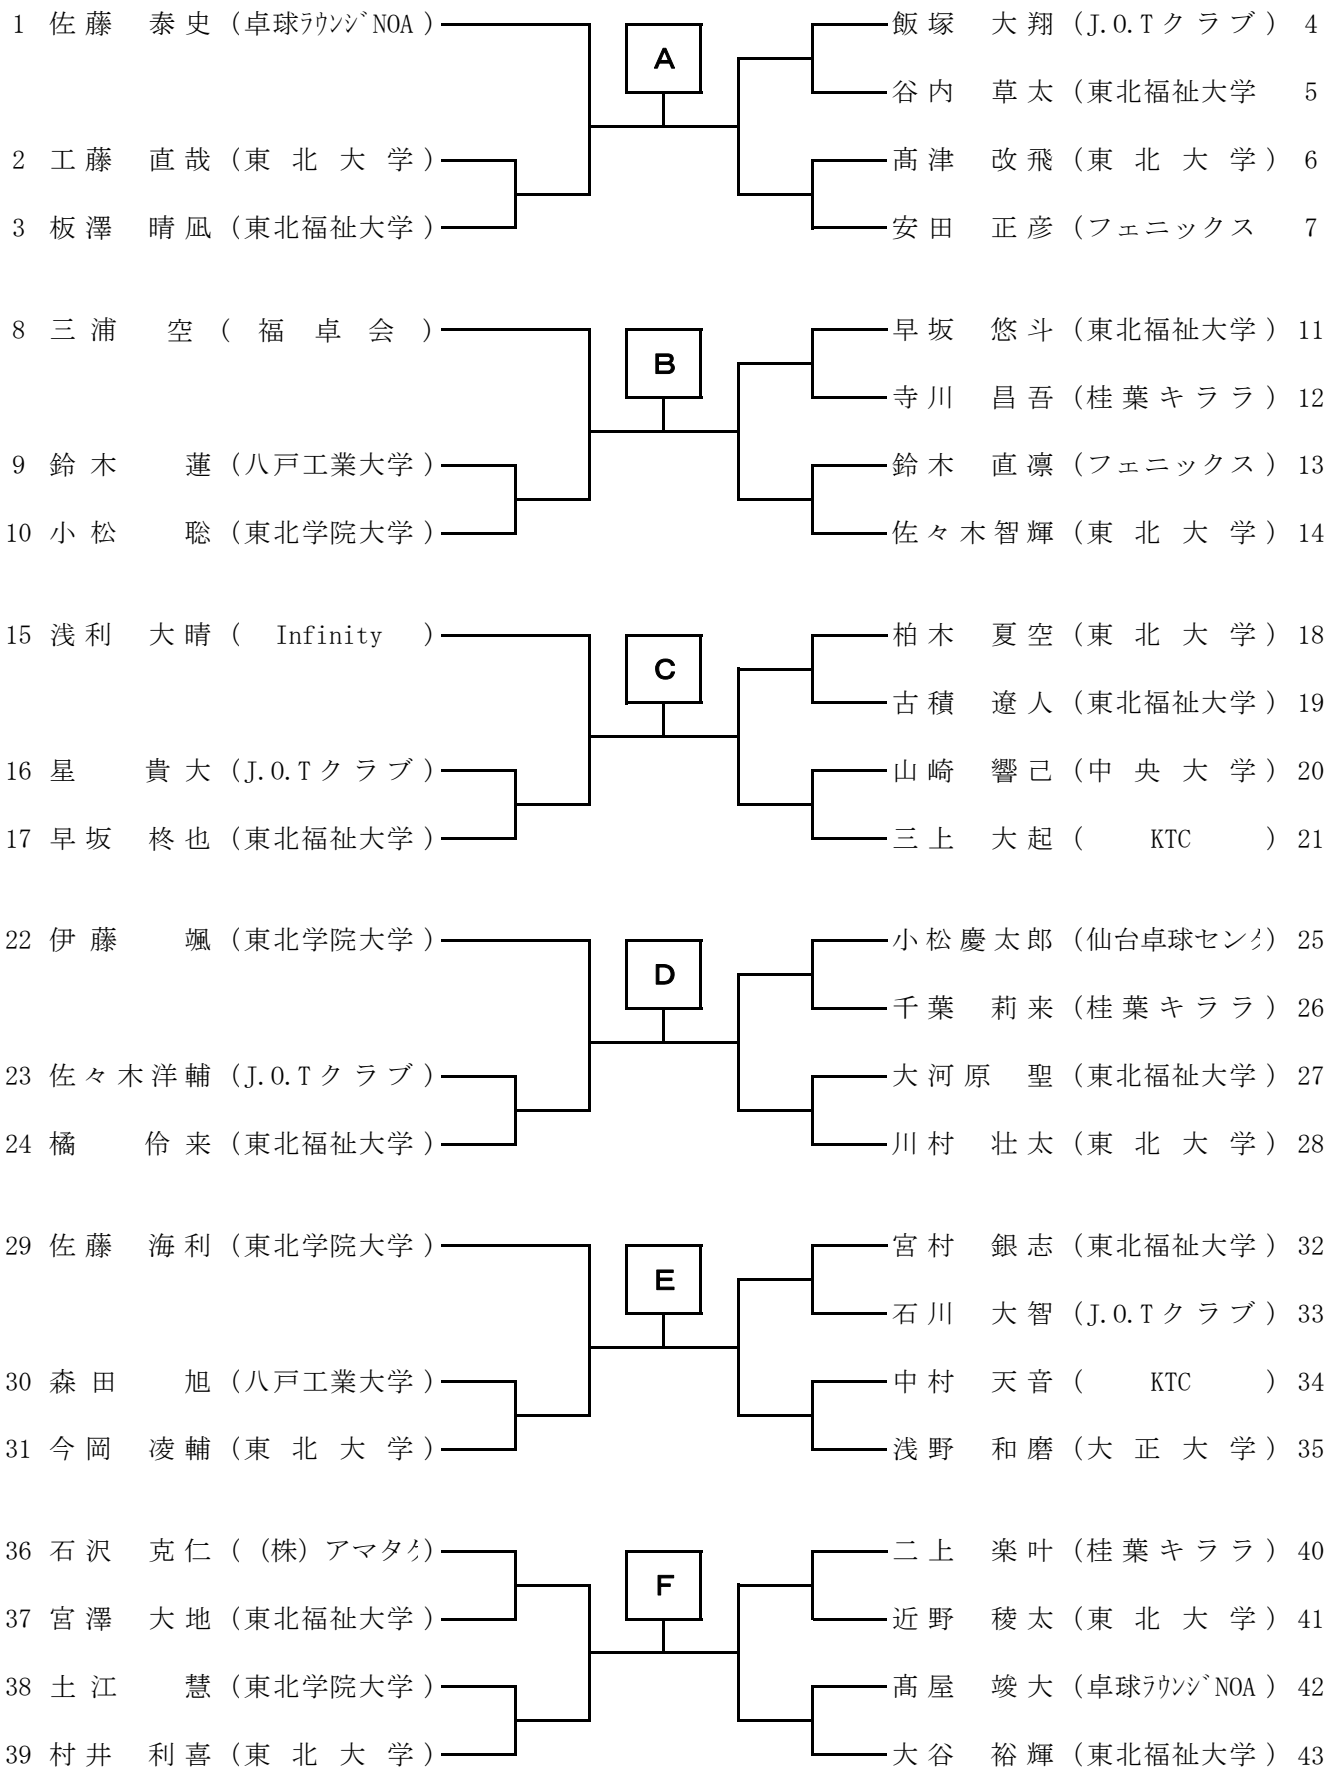 1 佐藤 泰史 (卓球ﾗｳﾝｼﾞNOA)
A
飯塚 大翔 (J.O.Tクラブ) 4
谷内 草太 (東北福祉大学 5
2 工藤 直哉 (東北大学)
髙津 改飛 (東北大学) 6
3 板澤 晴凪 (東北福祉大学)
安田 正彦 (フェニックス 7
8 三浦 空 (福卓会)
B
早坂 悠斗 (東北福祉大学) 11
寺川 昌吾 (桂葉キララ) 12
9 鈴木 蓮 (八戸工業大学)
鈴木 直凛 (フェニックス) 13
10 小松 聡 (東北学院大学)
佐々木智輝 (東北大学) 14
15 浅利 大晴 ( Infinity )
C
柏木 夏空 (東北大学) 18
古積 遼人 (東北福祉大学) 19
16 星 貴大 (J.O.Tクラブ)
山崎 響己 (中央大学) 20
17 早坂 柊也 (東北福祉大学)
三上 大起 ( KTC ) 21
22 伊藤 颯 (東北学院大学)
D
小松慶太郎 (仙台卓球センタ) 25
千葉 莉来 (桂葉キララ) 26
23 佐々木洋輔 (J.O.Tクラブ)
大河原 聖 (東北福祉大学) 27
24 橘 伶来 (東北福祉大学)
川村 壮太 (東北大学) 28
29 佐藤 海利 (東北学院大学)
E
宮村 銀志 (東北福祉大学) 32
石川 大智 (J.O.Tクラブ) 33
30 森田 旭 (八戸工業大学)
中村 天音 ( KTC ) 34
31 今岡 凌輔 (東北大学)
浅野 和磨 (大正大学) 35
36 石沢 克仁 ( (株) アマタケ)
F
二上 楽叶 (桂葉キララ) 40
37 宮澤 大地 (東北福祉大学)
近野 稜太 (東北大学) 41
38 土江 慧 (東北学院大学)
髙屋 竣大 (卓球ﾗｳﾝｼﾞNOA) 42
39 村井 利喜 (東北大学)
大谷 裕輝 (東北福祉大学) 43